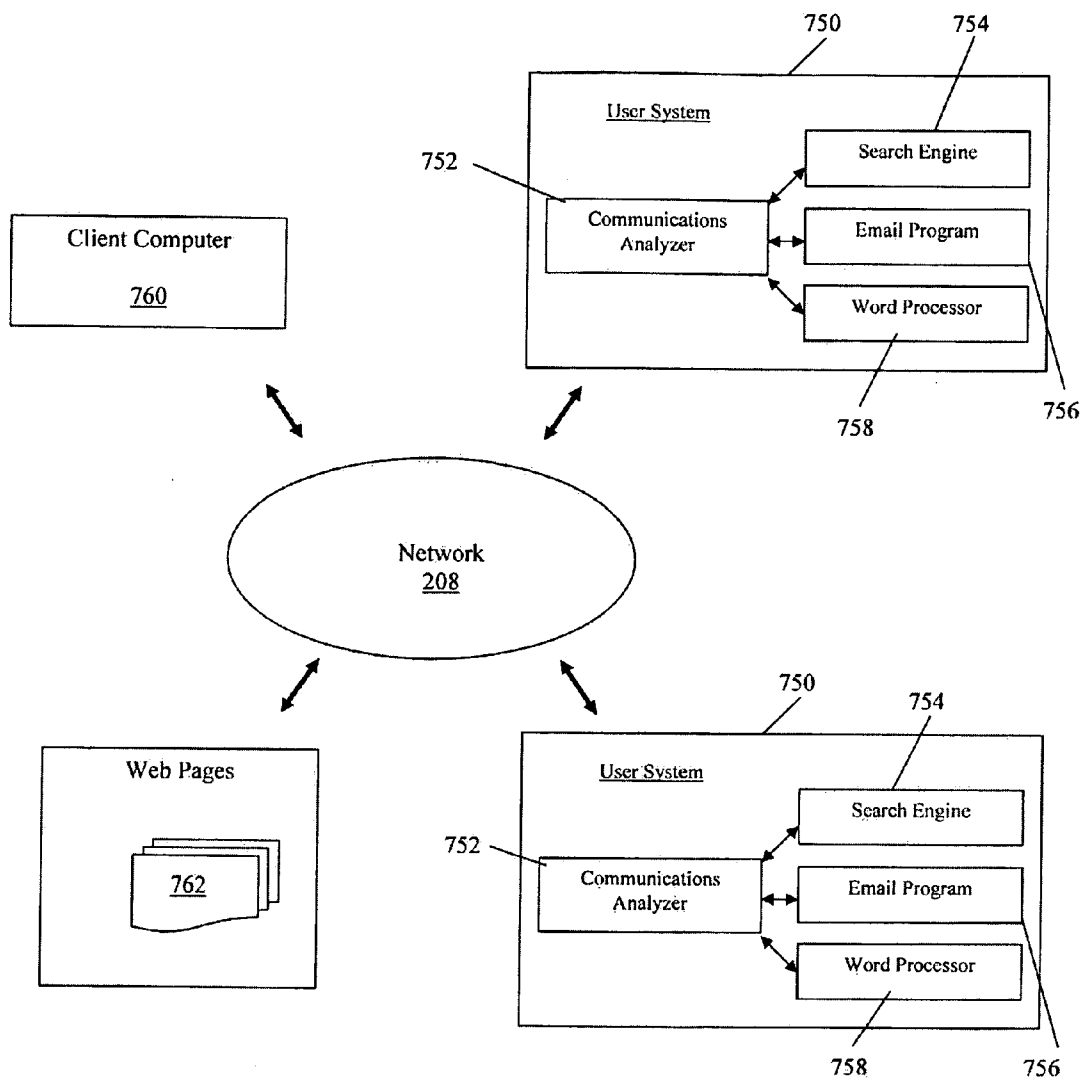 750
754
User System
752
Search Engine
Communications
Analyzer
Email Program
Word Processor
756
758
Client Computer
760
Network
208
Web Pages
762
750
754
User System
752
Search Engine
Communications
Analyzer
Email Program
Word Processor
758
756